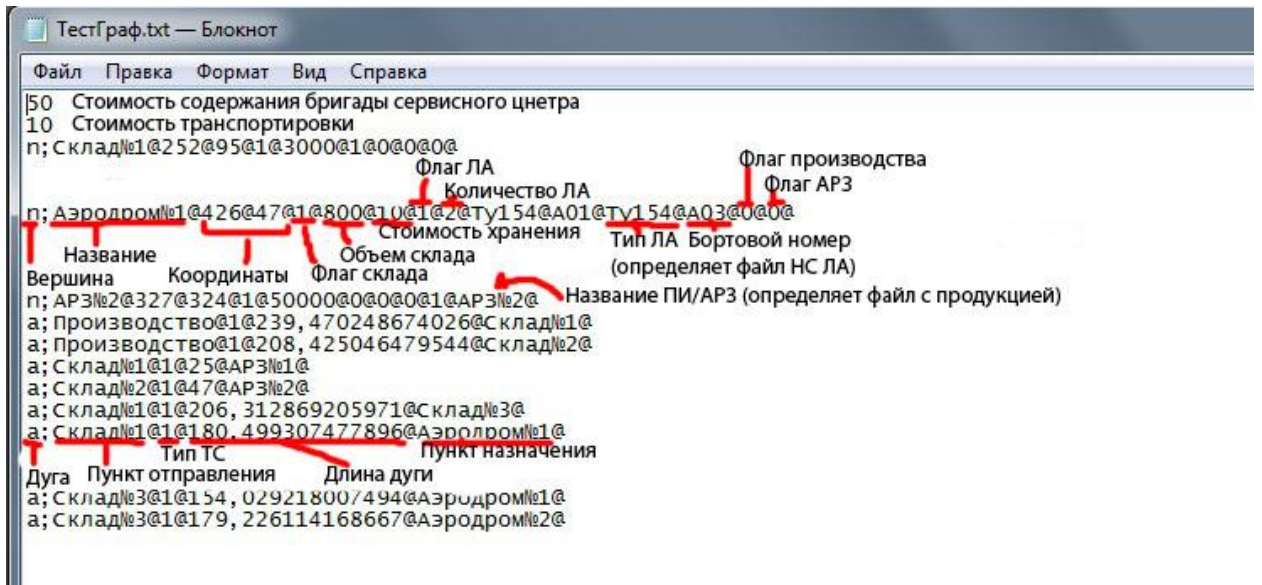 ТестГраф.txt — Блокнот
Файл Правка Формат Вид Справка
50 Стоимость содержания бригады сервисного цнетра
10 Стоимость транспортировки
n;Склад№1@252@95@1@3000@1@0@0@0@
Флаг ЛА
Флаг производства
Количество ЛА
Флаг АРЗ
n;Аэродром№1@426@47@1@800@10@1@2@Ту154@A01@Ту154@A03@0@0@
Название
Координаты
Флаг склада
Объем склада
Стоимость хранения
Тип ЛА Бортовой номер
(определяет файл НС ЛА)
Вершина
n;АРЗ№2@327@324@1@50000@0@0@0@1@АРЗ№2@
Название ПИ/АРЗ (определяет файл с продукцией)
a;Производство@1@239,470248674026@Склад№1@
a;Производство@1@208,425046479544@Склад№2@
a;Склад№1@1@25@АРЗ№1@
a;Склад№2@1@47@АРЗ№2@
a;Склад№1@1@206,312869205971@Склад№3@
a;Склад№1@1@180,499307477896@Аэродром№1@
Дуга
Пункт отправления
Тип ТС
Длина дуги
Пункт назначения
a;Склад№3@1@154,029218007494@Аэродром№1@
a;Склад№3@1@179,226114168667@Аэродром№2@